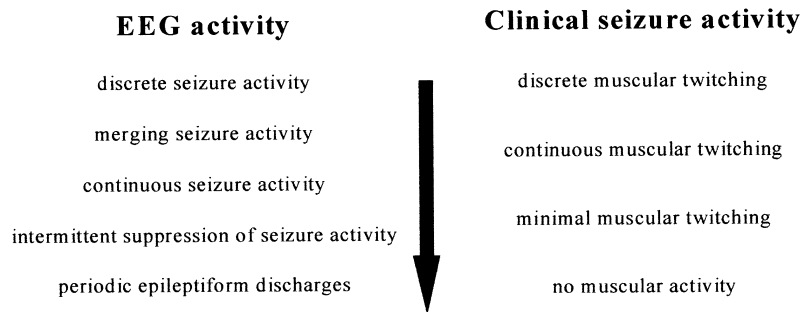 EEG activity
discrete seizure activity
merging seizure activity
continuous seizure activity
intermittent suppression of seizure activity
periodic epileptiform discharges
Clinical seizure activity
discrete muscular twitching
continuous muscular twitching
minimal muscular twitching
no muscular activity